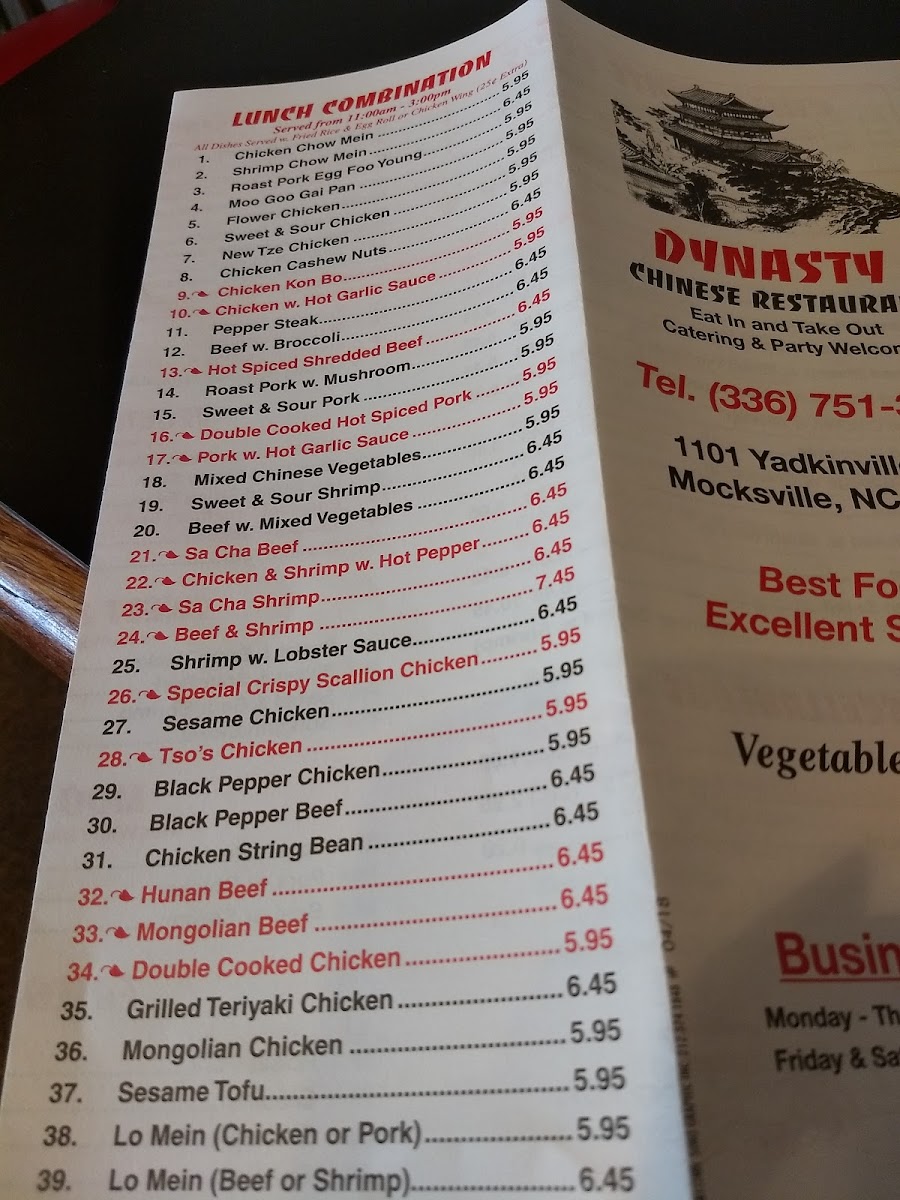 LUNCH COMBINATION
Served from 11:00am - 3:00pm
All Dishes Served w. Fried Rice & Egg Roll or Chicken Wing (25¢ Extra)
1. Chicken Chow Mein 5.95
2. Shrimp Chow Mein 6.45
3. Roast Pork Egg Foo Young 5.95
4. Moo Goo Gai Pan 5.95
5. Flower Chicken 5.95
6. Sweet & Sour Chicken 5.95
7. New Tze Chicken 5.95
8. Chicken Cashew Nuts 6.45
9. Chicken Kon Bo 5.95
10. Chicken w. Hot Garlic Sauce 5.95
11. Pepper Steak 6.45
12. Beef w. Broccoli 6.45
13. Hot Spiced Shredded Beef 6.45
14. Roast Pork w. Mushroom 5.95
15. Sweet & Sour Pork 5.95
16. Double Cooked Hot Spiced Pork 5.95
17. Pork w. Hot Garlic Sauce 5.95
18. Mixed Chinese Vegetables 5.95
19. Sweet & Sour Shrimp 6.45
20. Beef w. Mixed Vegetables 6.45
21. Sa Cha Beef 6.45
22. Chicken & Shrimp w. Hot Pepper 6.45
23. Sa Cha Shrimp 6.45
24. Beef & Shrimp 7.45
25. Shrimp w. Lobster Sauce 6.45
26. Special Crispy Scallion Chicken 5.95
27. Sesame Chicken 5.95
28. Tso's Chicken 5.95
29. Black Pepper Chicken 5.95
30. Black Pepper Beef 6.45
31. Chicken String Bean 6.45
32. Hunan Beef 6.45
33. Mongolian Beef 6.45
34. Double Cooked Chicken 5.95
35. Grilled Teriyaki Chicken 6.45
36. Mongolian Chicken 5.95
37. Sesame Tofu 5.95
38. Lo Mein (Chicken or Pork) 5.95
39. Lo Mein (Beef or Shrimp) 6.45
DYNASTY
CHINESE RESTAURA
Eat In and Take Out
Catering & Party Welcom
Tel. (336) 751-3
1101 Yadkinville
Mocksville, NC
Best Fo
Excellent S
Vegetable
Busin
Monday - Th
Friday & Sa
04/18